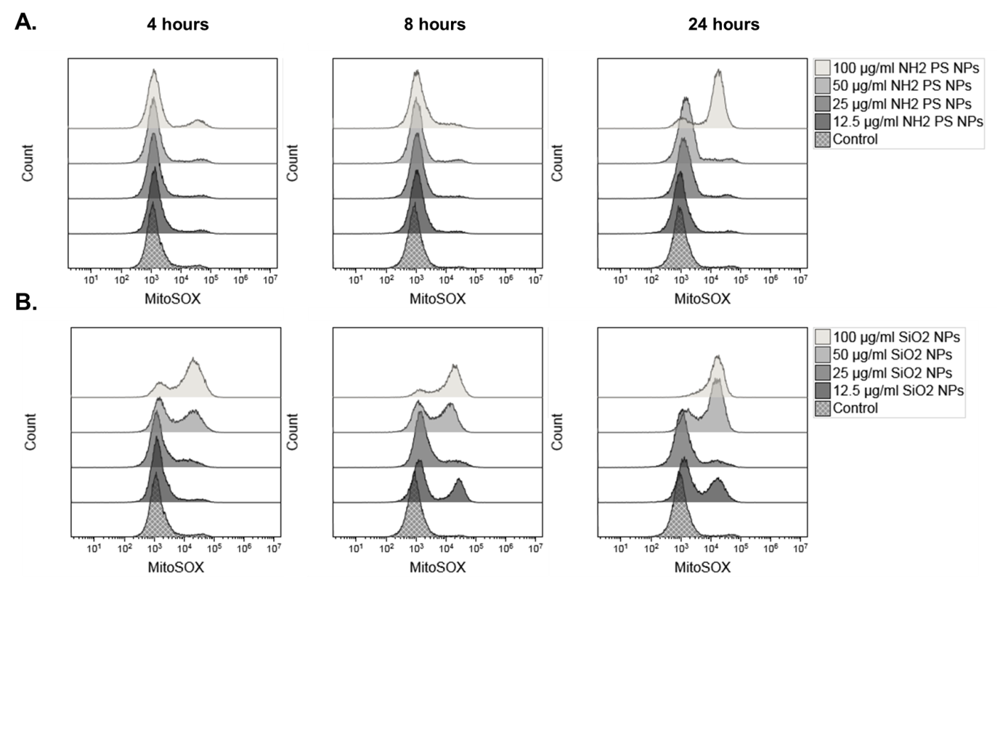 A.
4 hours
8 hours
24 hours
100 µg/ml NH2 PS NPs
50 µg/ml NH2 PS NPs
25 µg/ml NH2 PS NPs
12.5 µg/ml NH2 PS NPs
Control
Count
Count
Count
10¹ 10² 10³ 10⁴ 10⁵ 10⁶ 10⁷
10¹ 10² 10³ 10⁴ 10⁵ 10⁶ 10⁷
10¹ 10² 10³ 10⁴ 10⁵ 10⁶ 10⁷
MitoSOX
MitoSOX
MitoSOX
B.
100 µg/ml SiO2 NPs
50 µg/ml SiO2 NPs
25 µg/ml SiO2 NPs
12.5 µg/ml SiO2 NPs
Control
Count
Count
Count
10¹ 10² 10³ 10⁴ 10⁵ 10⁶ 10⁷
10¹ 10² 10³ 10⁴ 10⁵ 10⁶ 10⁷
10¹ 10² 10³ 10⁴ 10⁵ 10⁶ 10⁷
MitoSOX
MitoSOX
MitoSOX